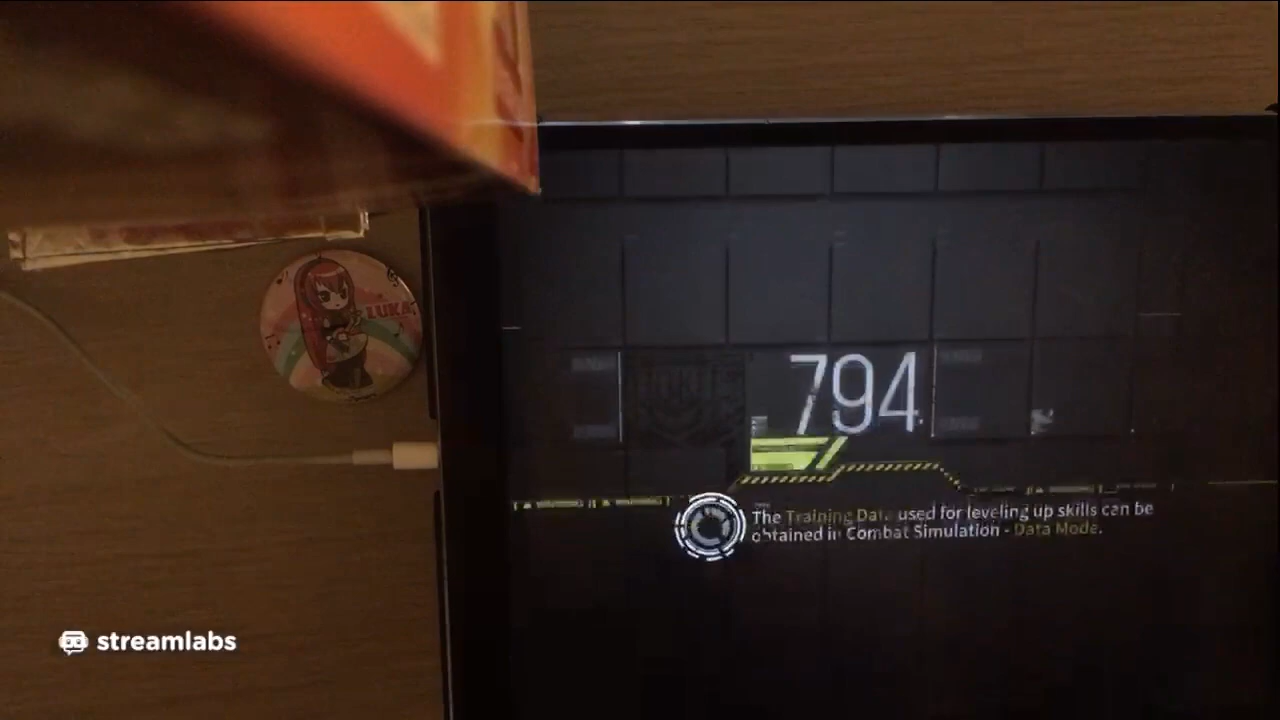 LUKA
794
The Training Data used for leveling up skills can be
obtained in Combat Simulation - Data Mode.
streamlabs